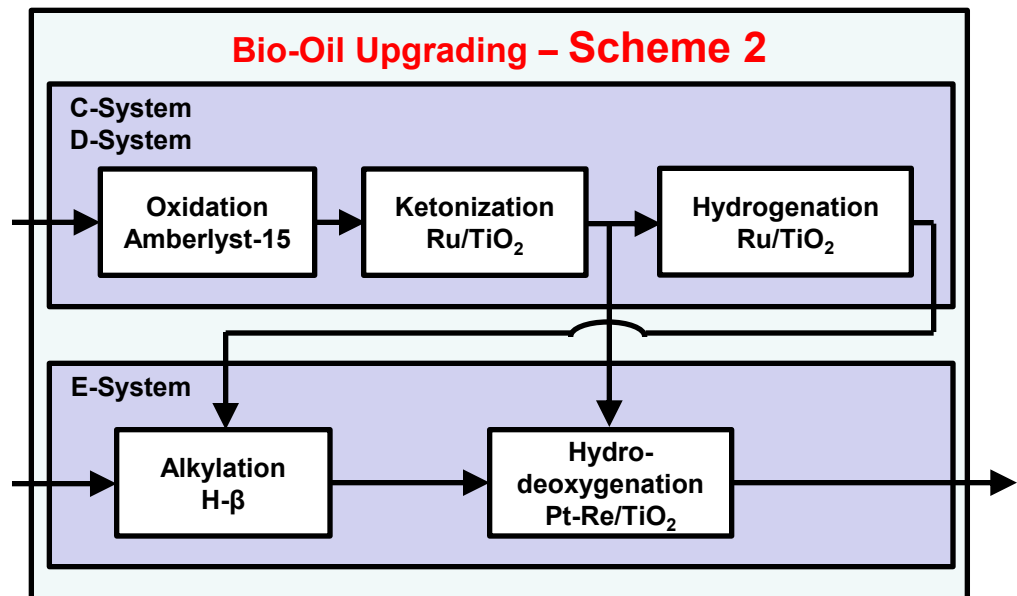 Bio-Oil Upgrading – Scheme 2
C-System
D-System
Oxidation
Amberlyst-15
Ketonization
Ru/TiO₂
Hydrogenation
Ru/TiO₂
E-System
Alkylation
H-β
Hydro-
deoxygenation
Pt-Re/TiO₂